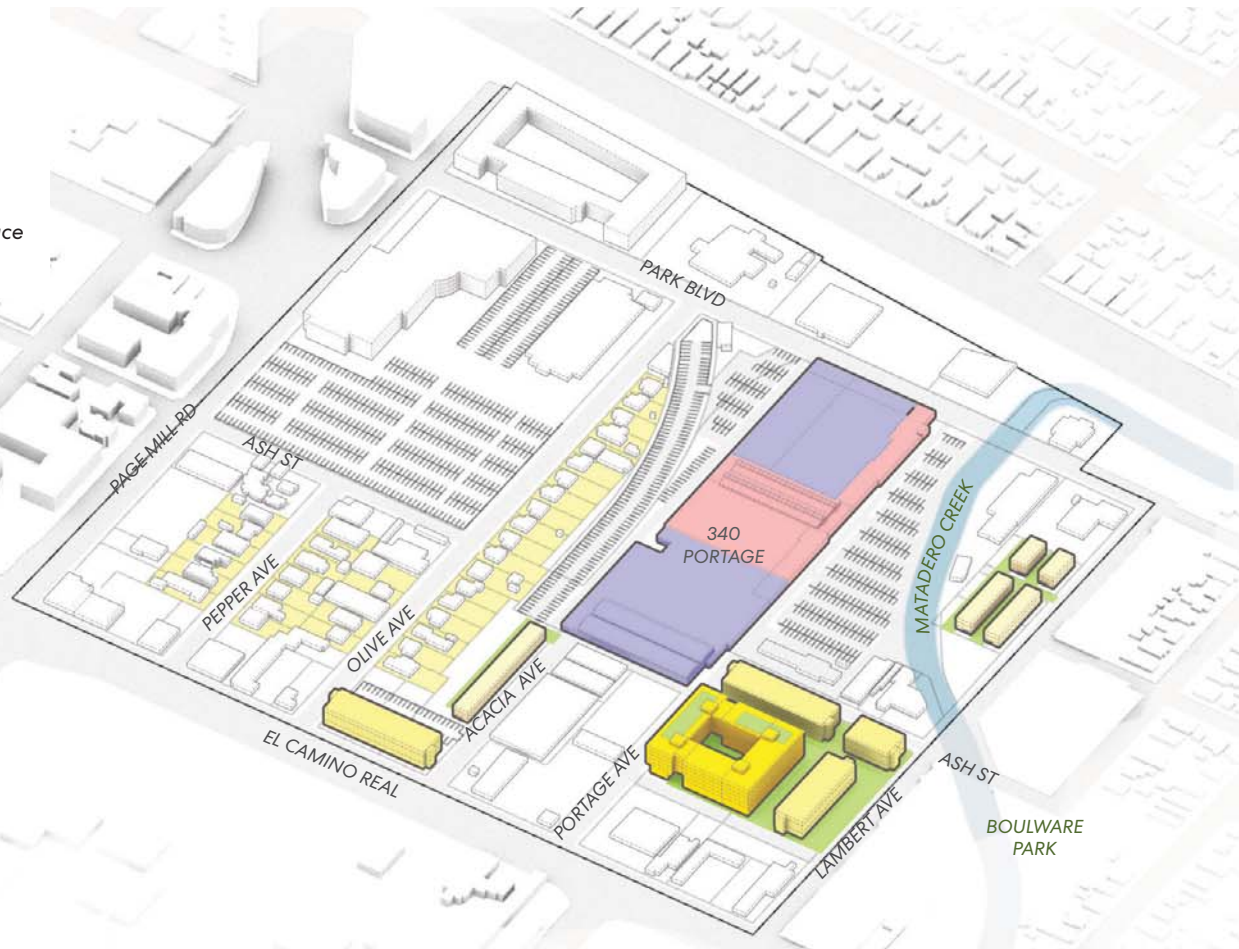 PARK BLVD
PAGE MILL RD
ASH ST
340
PORTAGE
MATADERO CREEK
PEPPER AVE
OLIVE AVE
ACACIA AVE
EL CAMINO REAL
PORTAGE AVE
ASH ST
LAMBERT AVE
BOULWARE
PARK